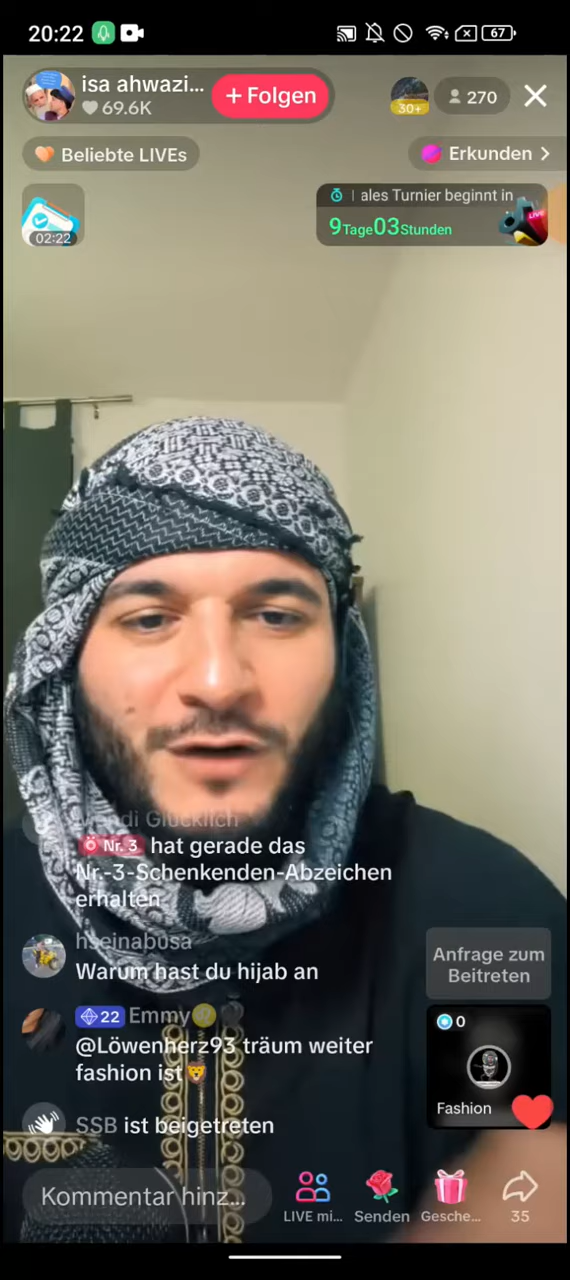 20:22
67
isa ahwazi...
69.6K
+ Folgen
30+
270
Beliebte LIVEs
Erkunden >
02:22
ales Turnier beginnt in
9Tage03Stunden
LIVE
Glücklich
Nr. 3 hat gerade das
Nr.-3-Schenkenden-Abzeichen
erhalten
hseinabusa
Warum hast du hijab an
Anfrage zum
Beitreten
22 Emmy
@Löwenherz93 träum weiter
fashion ist
0
Fashion
SSB ist beigetreten
Kommentar hinz...
LIVE mi...
Senden
Gesche...
35